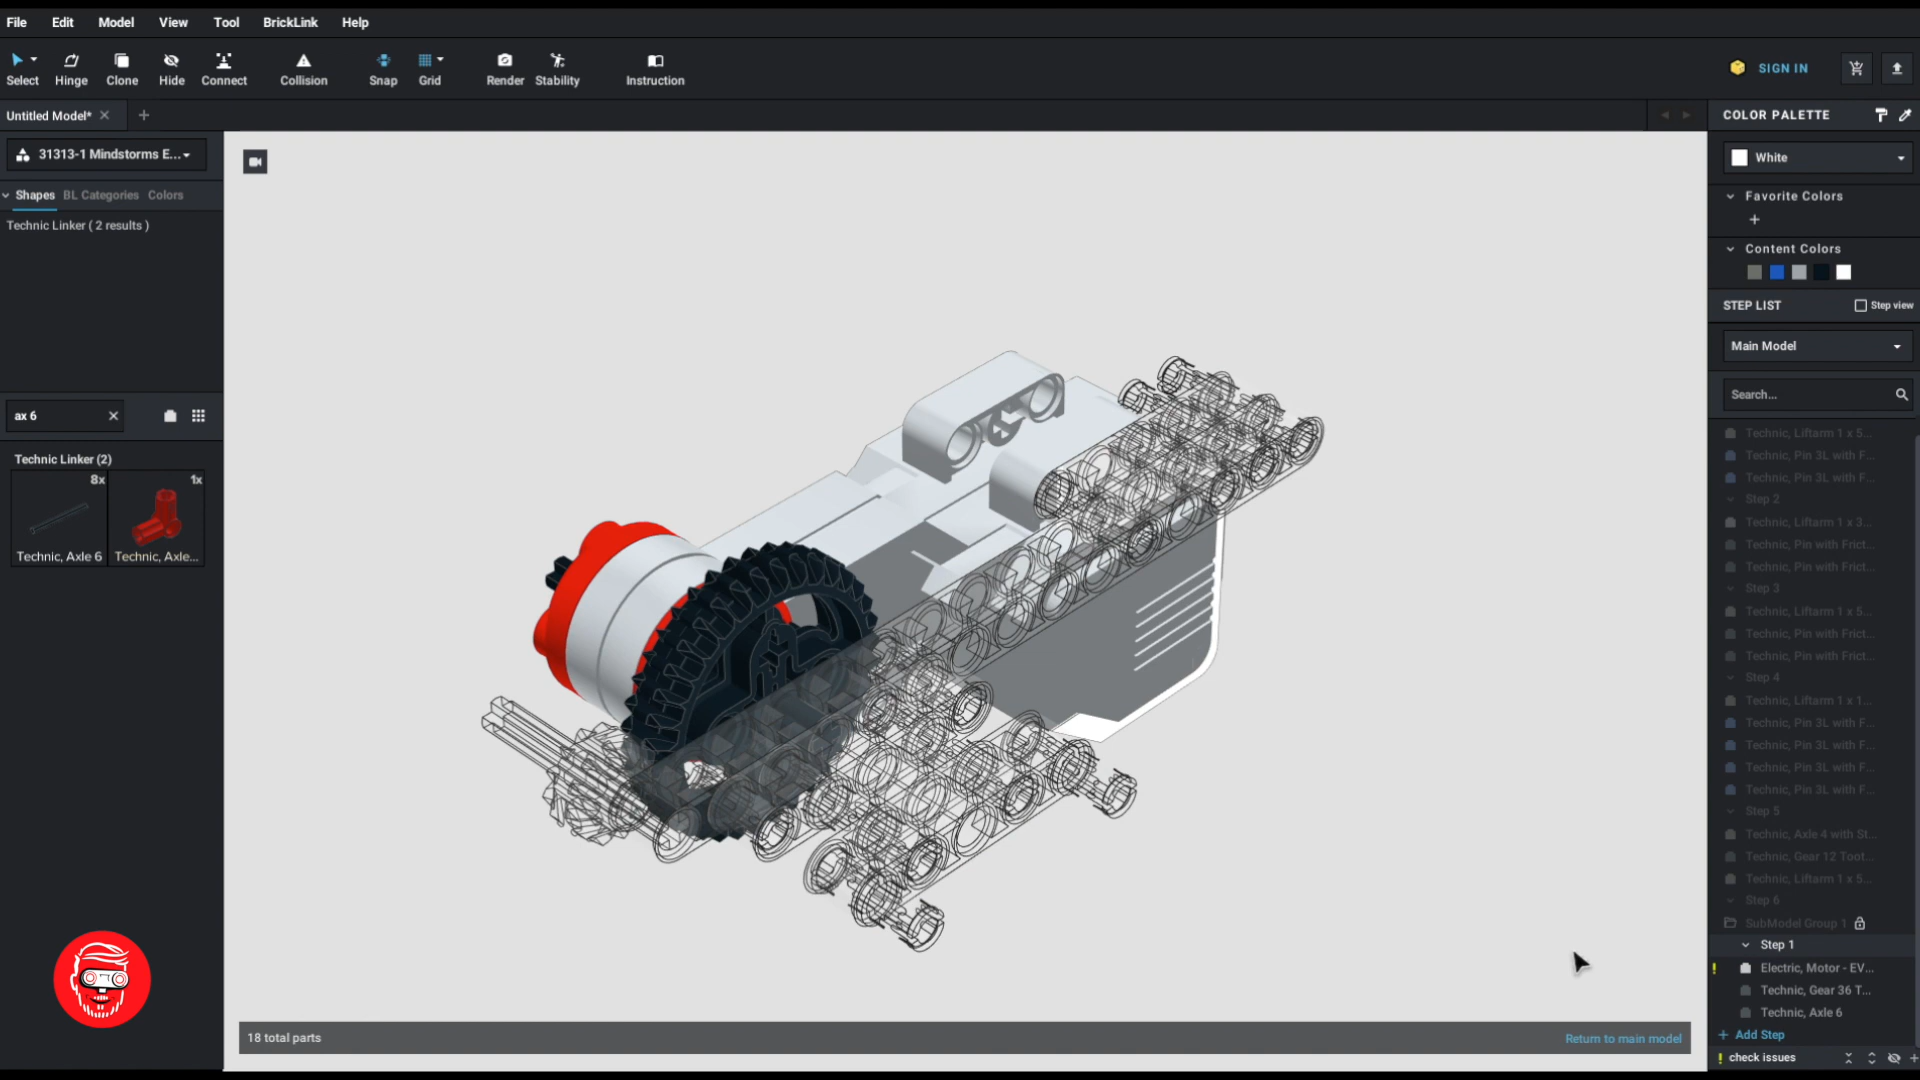 File Edit Model View Tool BrickLink Help
Select Hinge Clone Hide Connect Collision Snap Grid Render Stability Instruction
SIGN IN
Untitled Model*
COLOR PALETTE
31313-1 Mindstorms E...
White
Shapes BL Categories Colors
Favorite Colors
Technic Linker ( 2 results )
Content Colors
STEP LIST Step view
Main Model
Search...
ax 6
Technic Linker (2)
8x 1x
Technic, Axle 6 Technic, Axle...
Technic, Liftarm 1 x 5...
Technic, Pin 3L with F...
Technic, Pin 3L with F...
Step 2
Technic, Liftarm 1 x 3...
Technic, Pin with Frict...
Technic, Pin with Frict...
Step 3
Technic, Liftarm 1 x 5...
Technic, Pin with Frict...
Technic, Pin with Frict...
Step 4
Technic, Liftarm 1 x 1...
Technic, Pin 3L with F...
Technic, Pin 3L with F...
Technic, Pin 3L with F...
Technic, Pin 3L with F...
Step 5
Technic, Axle 4 with St...
Technic, Gear 12 Toot...
Technic, Liftarm 1 x 5...
Step 6
SubModel Group 1
Step 1
Electric, Motor - EV...
Technic, Gear 36 T...
Technic, Axle 6
+ Add Step
18 total parts
Return to main model
check issues